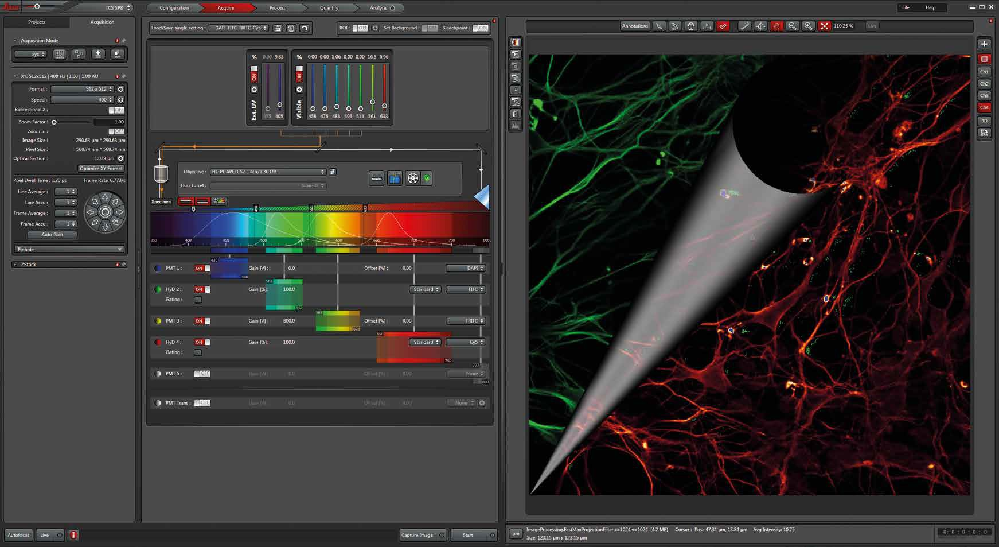 Leica TCS SP8
Configuration Acquire Process Quantify Analysis
File Help
Projects Acquisition
Acquisition Mode
xyz
XY: 512x512 | 400 Hz | 1.00 | 1.00 AU
Format : 512 x 512
Speed : 400
Bidirectional X : OFF
Zoom Factor : 1.00
Zoom In : OFF
Image Size : 290.63 µm * 290.63 µm
Pixel Size : 568.74 nm * 568.74 nm
Optical Section : 1.039 µm
Optimize XY Format
Pixel Dwell Time : 1.20 µs Frame Rate: 0.773/s
Line Average : 1
Line Accu : 1
Frame Average : 1
Frame Accu : 1
Auto Gain
Pinhole
ZStack
Autofocus Live
Load/Save single setting : DAPI-FITC-TRITC-Cy5
ROI : OFF Set Background : OFF Bleachpoint : OFF
% 0,00 9,83
ON
Ext. UV
355 405
% 0,00 0,00 5,06 0,00 0,00 16,3 6,96
ON
Visible
458 476 488 496 514 561 633
Objective : HC PL APO CS2 40x/1.30 OIL
Fluo Turret : Scan-BF
Specimen
405 488 561 633
350 400 450 500 550 600 650 700 750 800
430
PMT 1 : ON Gain [V] : 0.0 Offset [%] : 0.00 DAPI
480
503
HyD 2 : ON Gain [%]: 100.0 Standard FITC
Gating :
552
565
PMT 3 : ON Gain [V] : 800.0 Offset [%] : 0.00 TRITC
628
650
HyD 4 : ON Gain [%]: 100.0 Standard Cy5
Gating :
750
777
PMT 5 : OFF Gain [V] : 0.0 Offset [%] : 0.00 None
800
PMT Trans : OFF Gain [V] : 0.0 Offset [%] : 0.00 None
Capture Image Start
Annotations 110.25 % Live
Ch1
Ch2
Ch3
Ch4
3D
µm
ImageProcessing.FastMaxProjectionFilter x=1024 y=1024 (4.2 MB) Cursor : Pos.: 47.31 µm, 13.84 µm Avg Intensity: 10.75
Size: 123.15 µm x 123.15 µm
0: 0 : 0 : 0 : 0 : 0